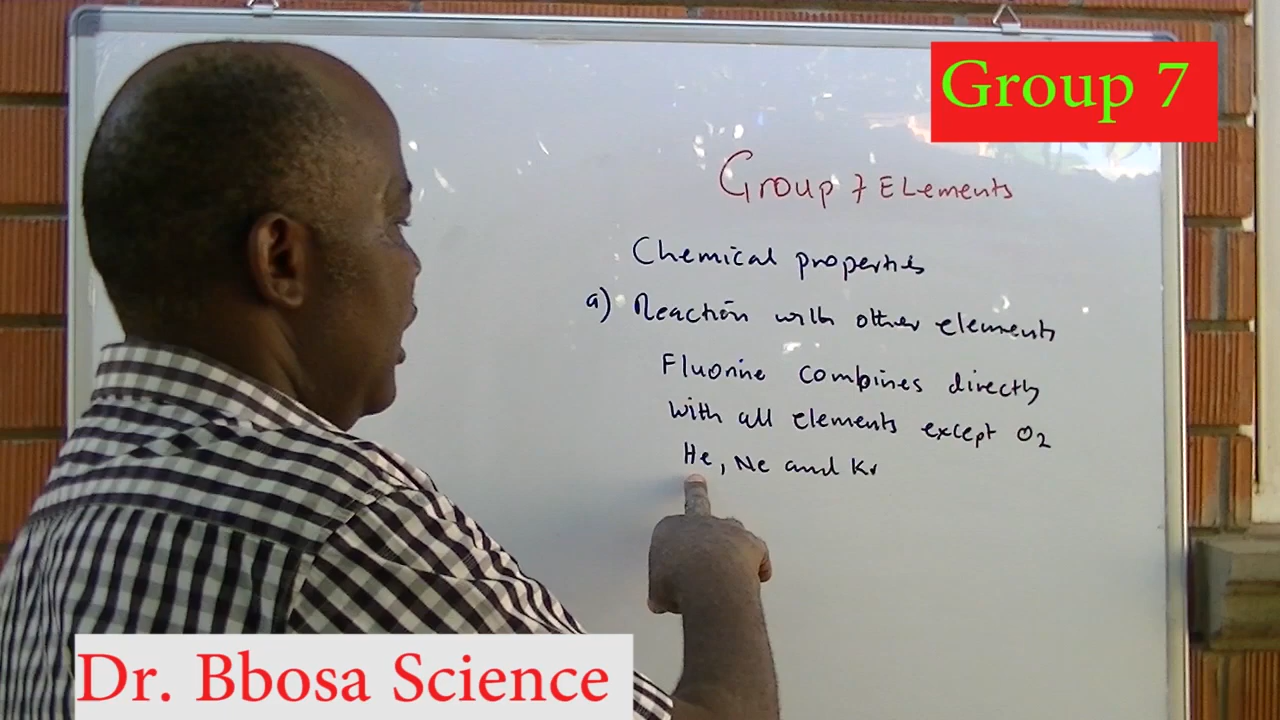 Group 7
Group 7 Elements
Chemical properties
a) Reaction with other elements
Fluorine combines directly
with all elements except O2
He, Ne and Kr
Dr. Bbosa Science